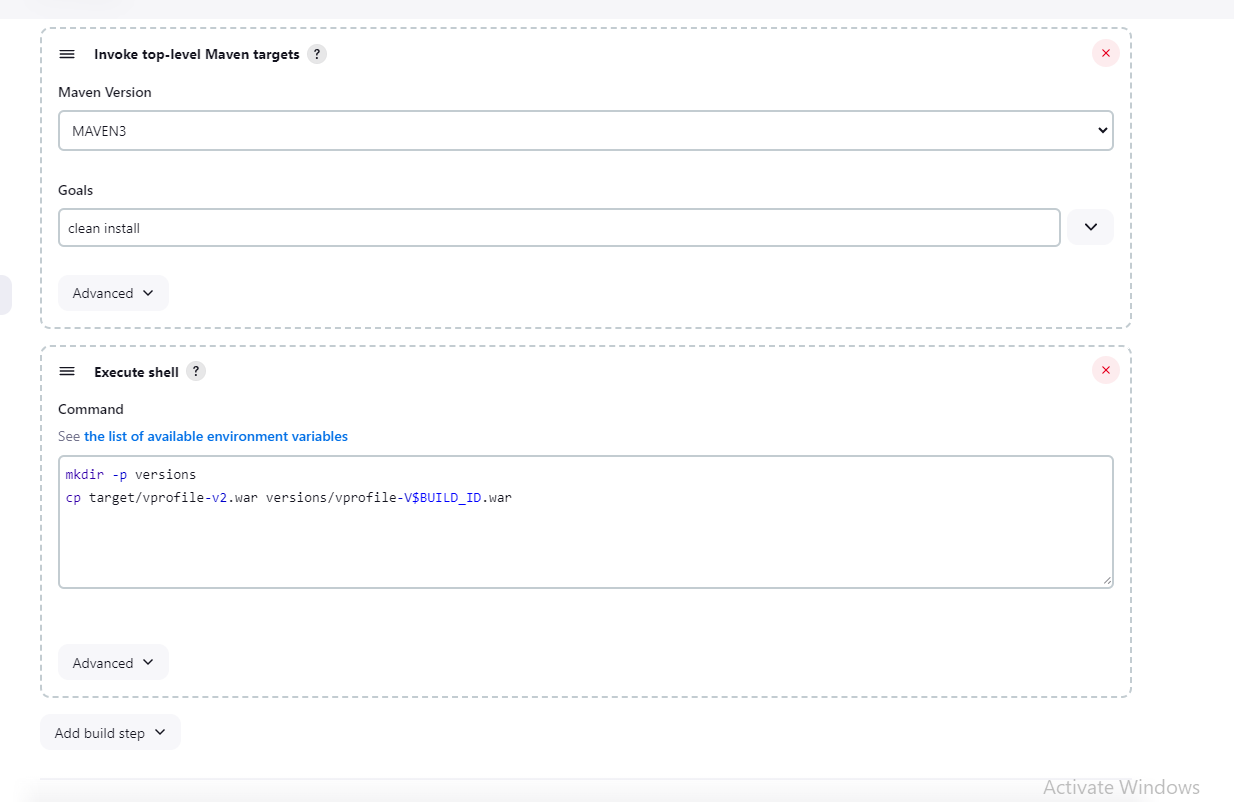 Invoke top-level Maven targets ?
Maven Version
MAVEN3
Goals
clean install
Advanced
Execute shell ?
Command
See the list of available environment variables
mkdir -p versions
cp target/vprofile-v2.war versions/vprofile-V$BUILD_ID.war
Advanced
Add build step
Activate Windows